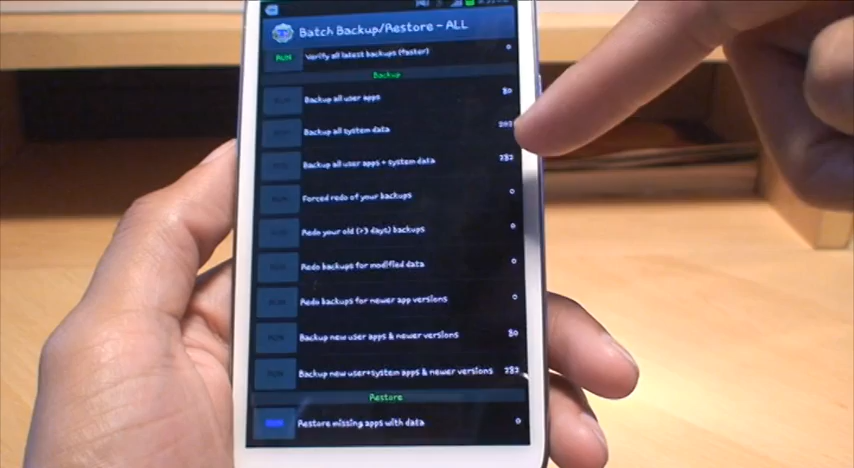 Batch Backup/Restore - ALL
RUN Verify all latest backups (faster) 0
Backup
RUN Backup all user apps 80
RUN Backup all system data
RUN Backup all user apps + system data 282
RUN Forced redo of your backups 0
RUN Redo your old (>3 days) backups 0
RUN Redo backups for modified data 0
RUN Redo backups for newer app versions 0
RUN Backup new user apps & newer versions 80
RUN Backup new user+system apps & newer versions 282
Restore
RUN Restore missing apps with data 0